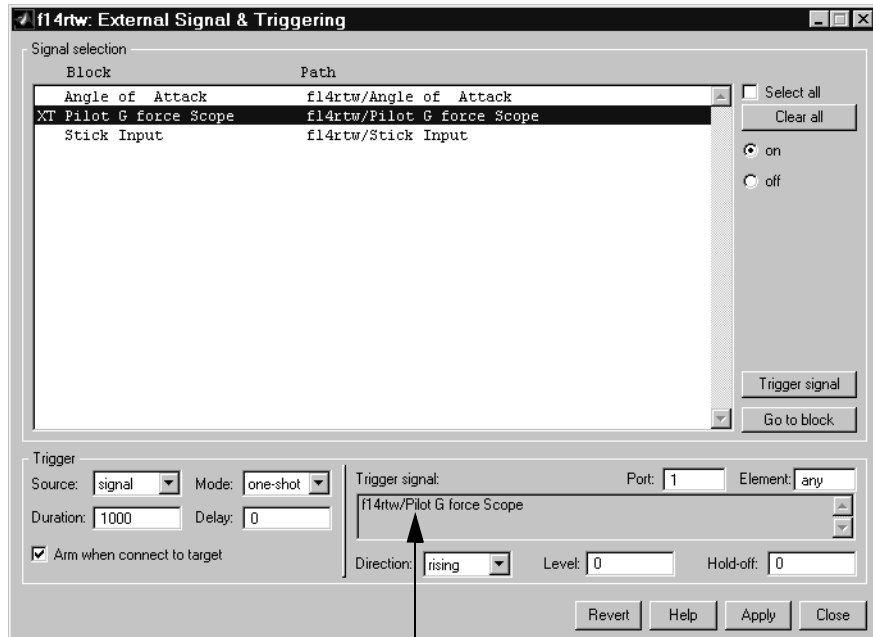 f14rtw: External Signal & Triggering
Signal selection
Block Path
Angle of Attack f14rtw/Angle of Attack
XT Pilot G force Scope f14rtw/Pilot G force Scope
Stick Input f14rtw/Stick Input
Select all
Clear all
on
off
Trigger signal
Go to block
Trigger
Source: signal Mode: one-shot
Duration: 1000 Delay: 0
Arm when connect to target
Trigger signal: Port: 1 Element: any
f14rtw/Pilot G force Scope
Direction: rising Level: 0 Hold-off: 0
Revert Help Apply Close